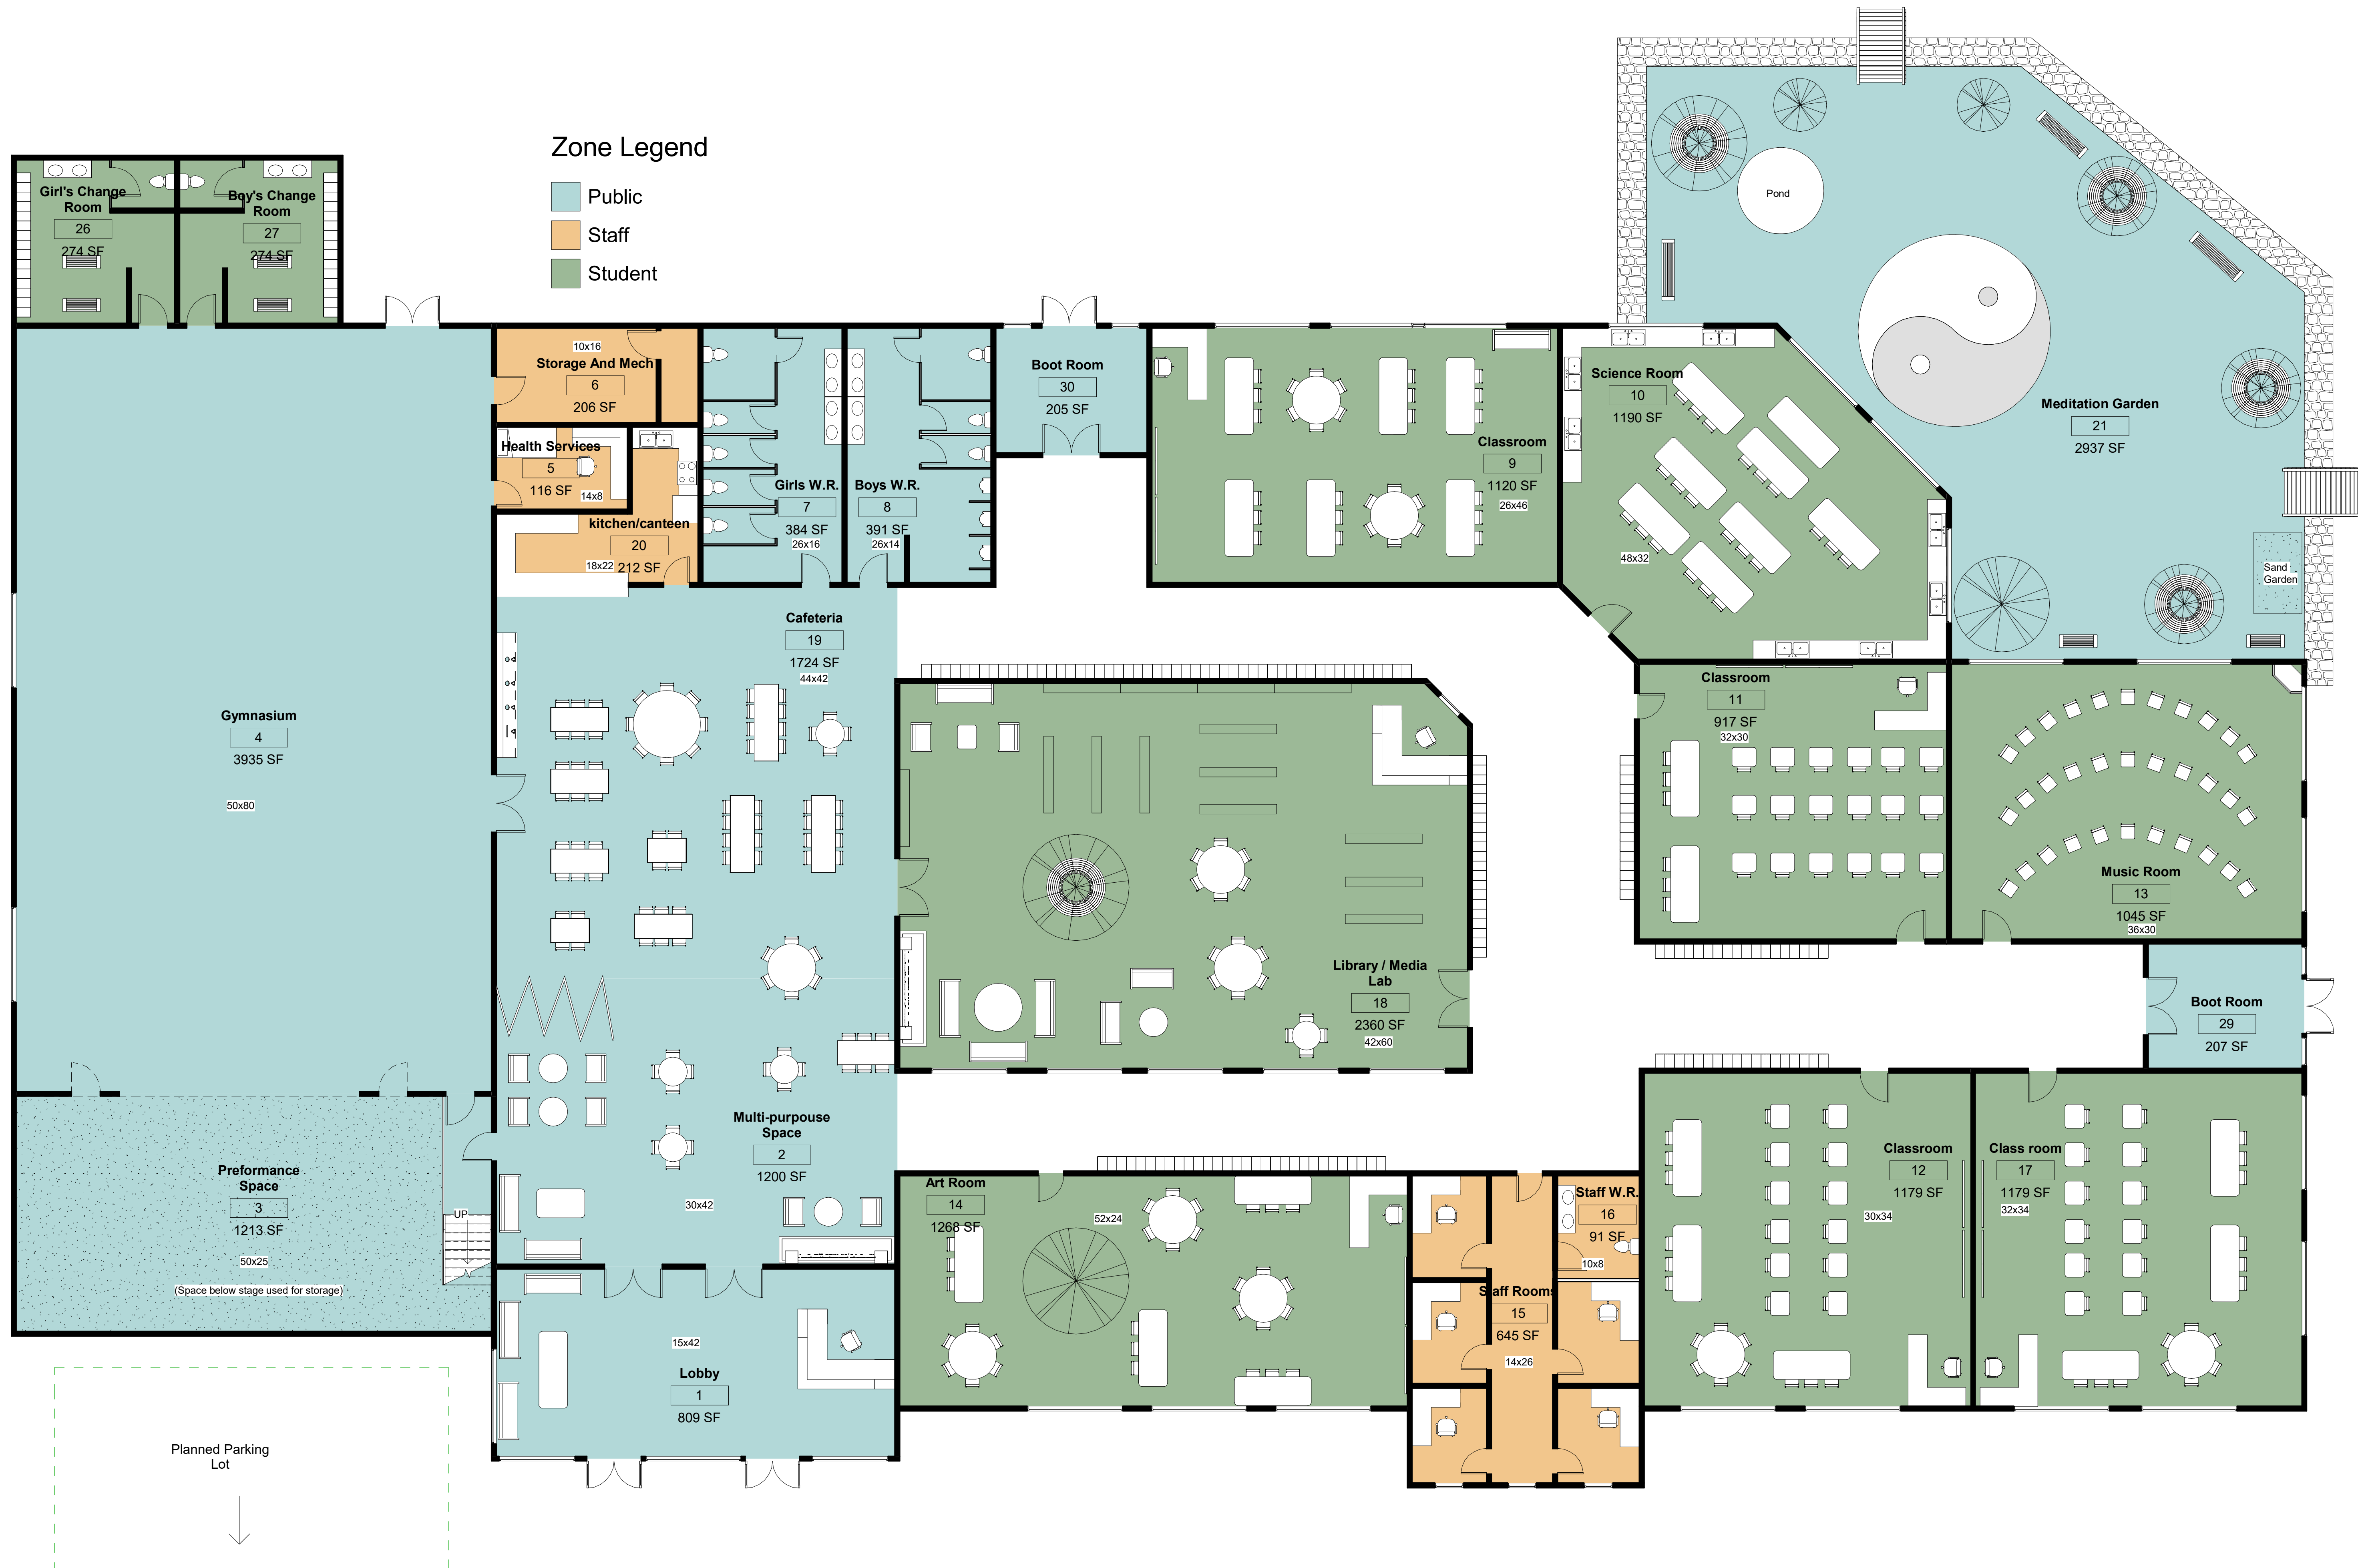 Zone Legend
Public
Staff
Student
Girl's Change
Room
26
274 SF
Boy's Change
Room
27
274 SF
Pond
Meditation Garden
21
2937 SF
Sand
Garden
10x16
Storage And Mech
6
206 SF
Health Services
5
116 SF
14x8
kitchen/canteen
20
18x22
212 SF
Girls W.R.
7
384 SF
26x16
Boys W.R.
8
391 SF
26x14
Boot Room
30
205 SF
Classroom
9
1120 SF
26x46
Science Room
10
1190 SF
48x32
Gymnasium
4
3935 SF
50x80
Cafeteria
19
1724 SF
44x42
Classroom
11
917 SF
32x30
Music Room
13
1045 SF
36x30
Library / Media
Lab
18
2360 SF
42x60
Boot Room
29
207 SF
Preformance
Space
3
1213 SF
50x25
(Space below stage used for storage)
UP
Multi-purpouse
Space
2
1200 SF
30x42
Art Room
14
1268 SF
52x24
Staff W.R.
16
91 SF
10x8
Staff Rooms
15
645 SF
14x26
Classroom
12
1179 SF
30x34
Class room
17
1179 SF
32x34
15x42
Lobby
1
809 SF
Planned Parking
Lot